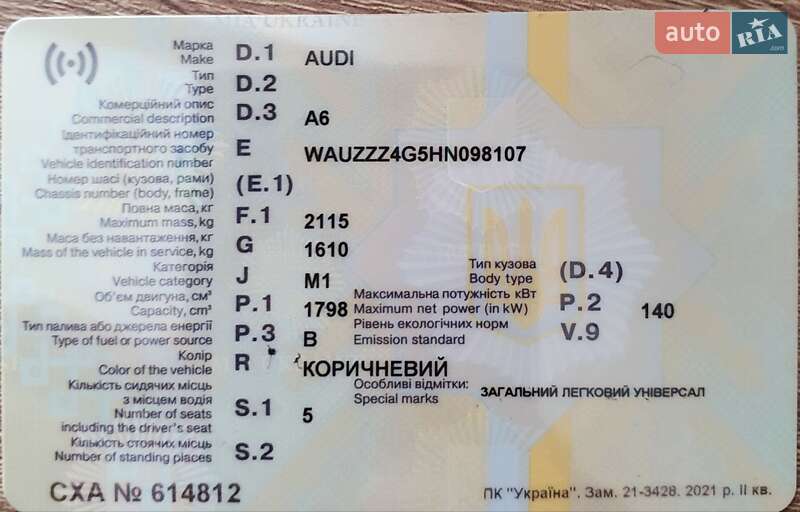 MIA UKRAINE
auto RIA.com
Марка
Make D.1 AUDI
Тип
Type D.2
Комерційний опис
Commercial description D.3 A6
Ідентифікаційний номер
транспортного засобу
Vehicle identification number E WAUZZZ4G5HN098107
Номер шасі (кузова, рами)
Chassis number (body, frame) (E.1)
Повна маса, кг
Maximum mass, kg F.1 2115
Маса без навантаження, кг
Mass of the vehicle in service, kg G 1610
Категорія
Vehicle category J M1
Тип кузова
Body type (D.4)
Об'єм двигуна, см³
Capacity, cm³ P.1 1798
Максимальна потужність кВт
Maximum net power (in kW) P.2 140
Тип палива або джерела енергії
Type of fuel or power source P.3 B
Рівень екологічних норм
Emission standard V.9
Колір
Color of the vehicle R КОРИЧНЕВИЙ
Кількість сидячих місць
з місцем водія
Number of seats
including the driver's seat S.1 5
Особливі відмітки:
Special marks ЗАГАЛЬНИЙ ЛЕГКОВИЙ УНІВЕРСАЛ
Кількість стоячих місць
Number of standing places S.2
СХА № 614812
ПК "Україна". Зам. 21-3428. 2021 р. II кв.